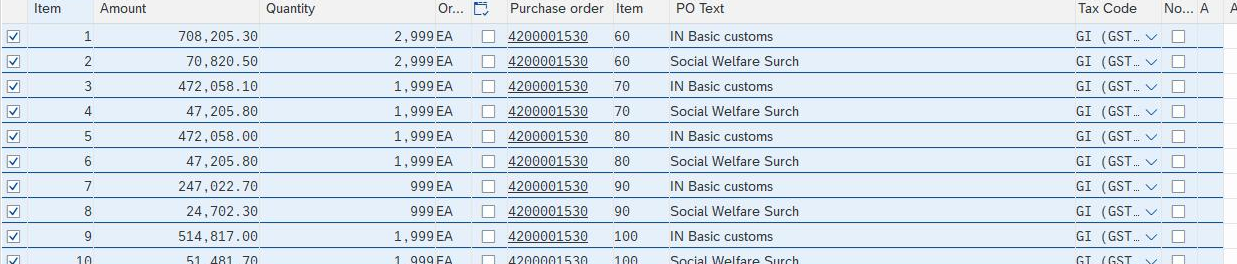 Item Amount Quantity Or... Purchase order Item PO Text Tax Code No... A A
1 708,205.30 2,999 EA 4200001530 60 IN Basic customs GI (GST…
2 70,820.50 2,999 EA 4200001530 60 Social Welfare Surch GI (GST…
3 472,058.10 1,999 EA 4200001530 70 IN Basic customs GI (GST…
4 47,205.80 1,999 EA 4200001530 70 Social Welfare Surch GI (GST…
5 472,058.00 1,999 EA 4200001530 80 IN Basic customs GI (GST…
6 47,205.80 1,999 EA 4200001530 80 Social Welfare Surch GI (GST…
7 247,022.70 999 EA 4200001530 90 IN Basic customs GI (GST…
8 24,702.30 999 EA 4200001530 90 Social Welfare Surch GI (GST…
9 514,817.00 1,999 EA 4200001530 100 IN Basic customs GI (GST…
10 51,481.70 1,999 EA 4200001530 100 Social Welfare Surch GI (GST…